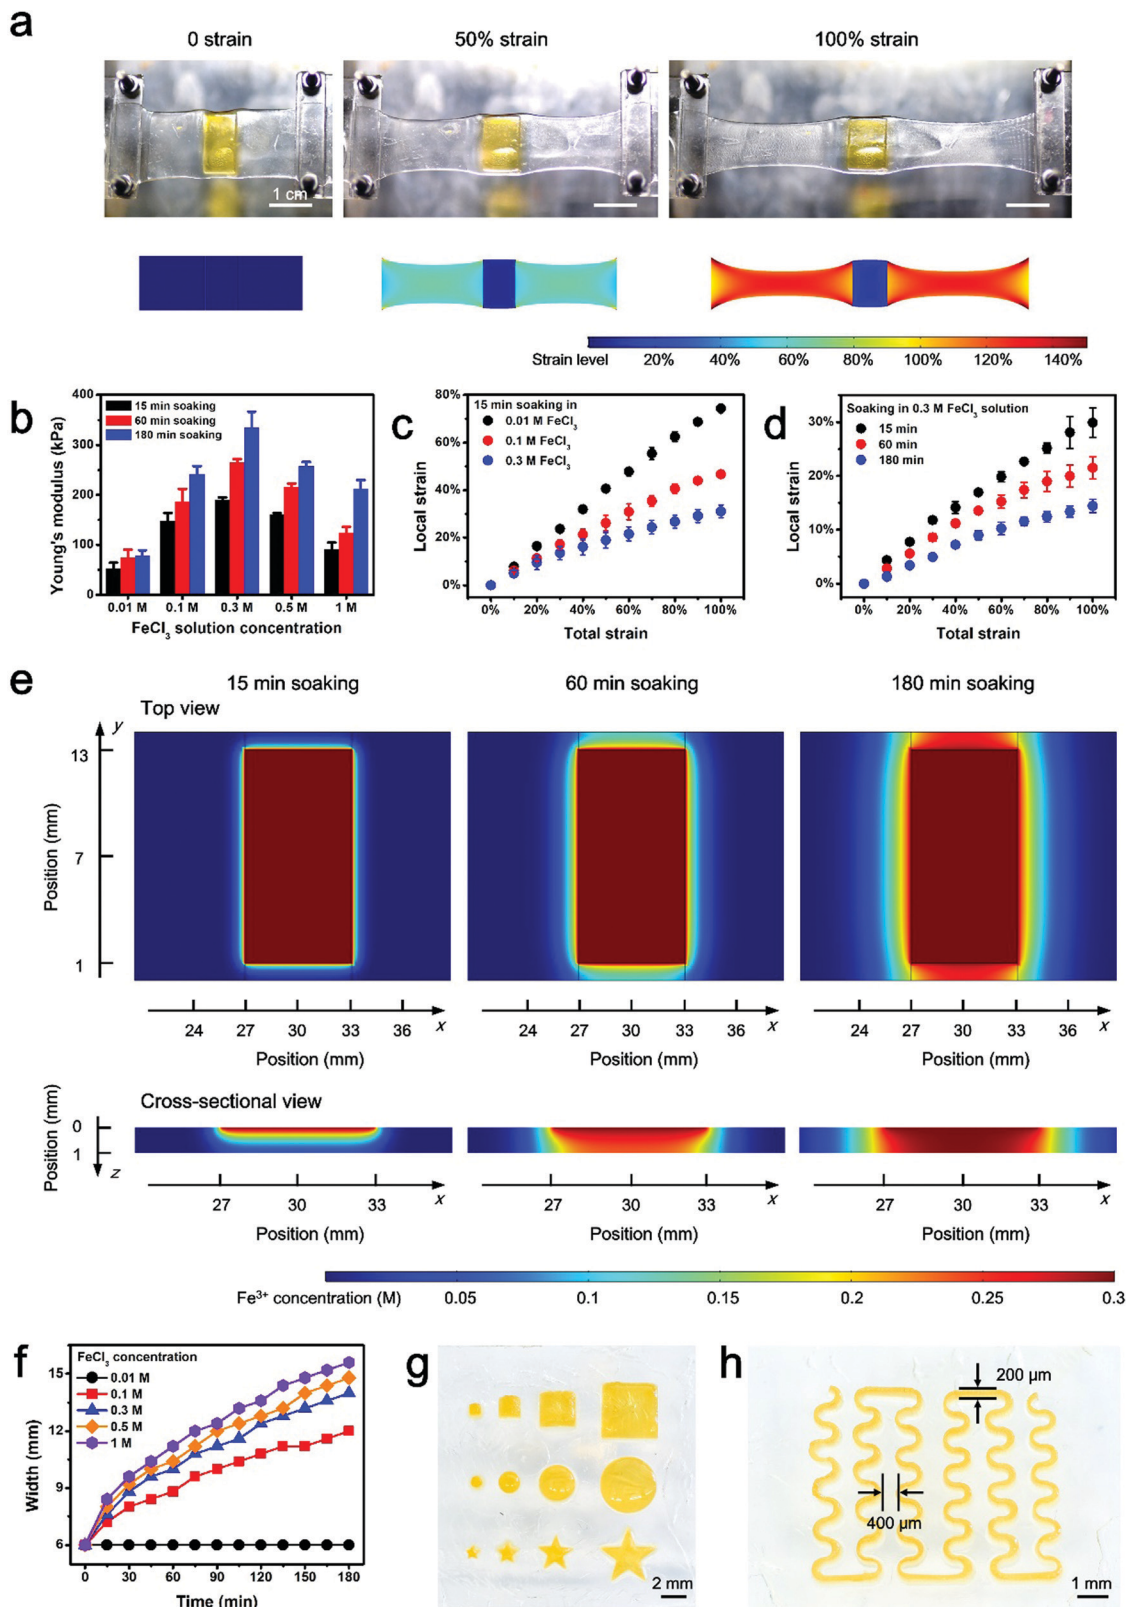 a
0 strain
50% strain
100% strain
1 cm
Strain level 20% 40% 60% 80% 100% 120% 140%
b
Young's modulus (kPa)
400
300
200
100
0
15 min soaking
60 min soaking
180 min soaking
0.01 M 0.1 M 0.3 M 0.5 M 1 M
FeCl₃ solution concentration
c
Local strain
80%
60%
40%
20%
0%
15 min soaking in
0.01 M FeCl₃
0.1 M FeCl₃
0.3 M FeCl₃
0% 20% 40% 60% 80% 100%
Total strain
d
Local strain
30%
20%
10%
0%
Soaking in 0.3 M FeCl₃ solution
15 min
60 min
180 min
0% 20% 40% 60% 80% 100%
Total strain
e
15 min soaking
60 min soaking
180 min soaking
Top view
y
Position (mm)
13
7
1
24 27 30 33 36 x
Position (mm)
24 27 30 33 36 x
Position (mm)
24 27 30 33 36 x
Position (mm)
Cross-sectional view
Position (mm)
0
1
z
27 30 33 x
Position (mm)
27 30 33 x
Position (mm)
27 30 33 x
Position (mm)
Fe³⁺ concentration (M) 0.05 0.1 0.15 0.2 0.25 0.3
f
Width (mm)
15
12
9
6
FeCl₃ concentration
0.01 M
0.1 M
0.3 M
0.5 M
1 M
0 30 60 90 120 150 180
Time (min)
g
2 mm
h
200 µm
400 µm
1 mm